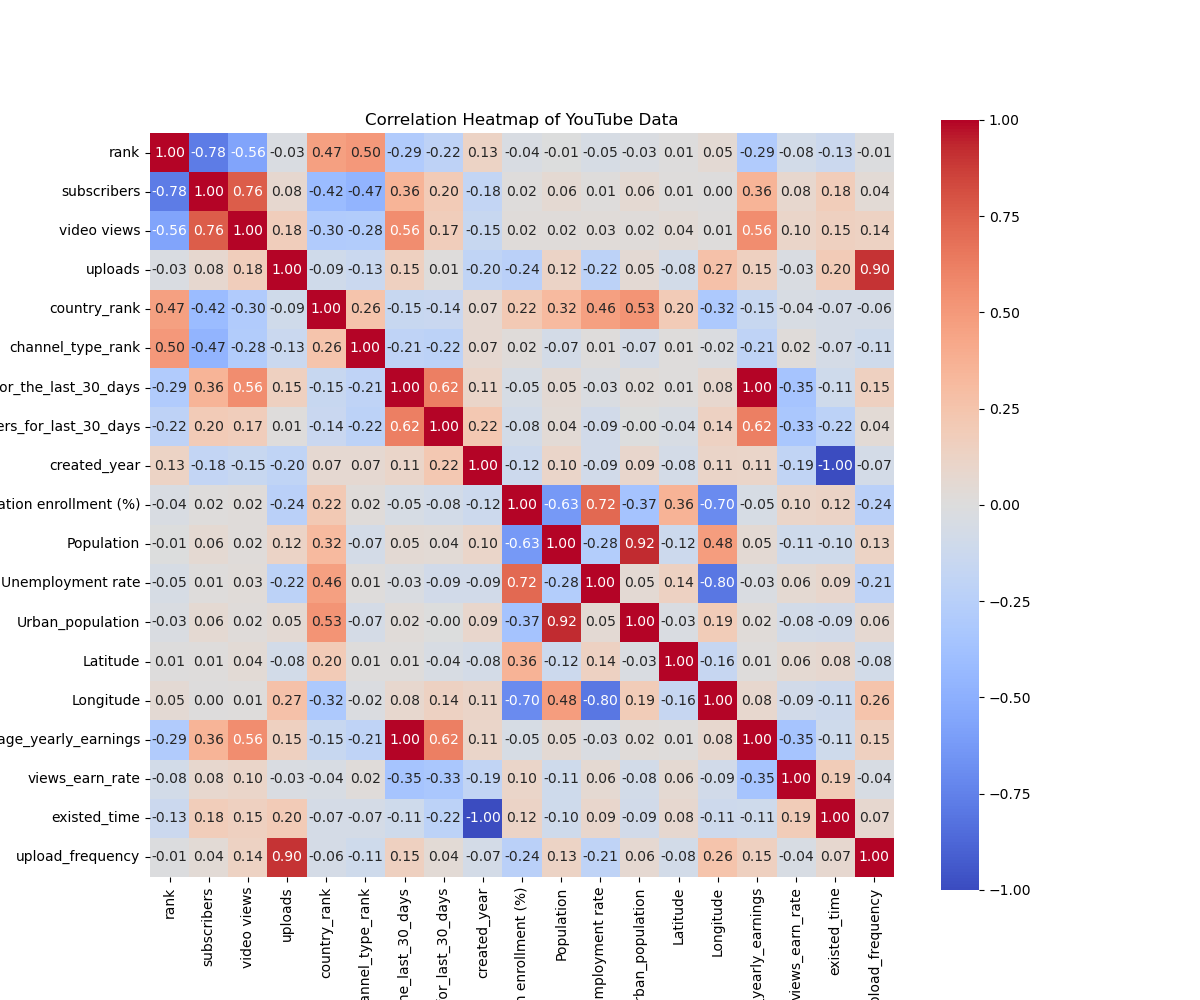 Correlation Heatmap of YouTube Data
rank 1.00 -0.78 -0.56 -0.03 0.47 0.50 -0.29 -0.22 0.13 -0.04 -0.01 -0.05 -0.03 0.01 0.05 -0.29 -0.08 -0.13 -0.01
subscribers -0.78 1.00 0.76 0.08 -0.42 -0.47 0.36 0.20 -0.18 0.02 0.06 0.01 0.06 0.01 0.00 0.36 0.08 0.18 0.04
video views -0.56 0.76 1.00 0.18 -0.30 -0.28 0.56 0.17 -0.15 0.02 0.02 0.03 0.02 0.04 0.01 0.56 0.10 0.15 0.14
uploads -0.03 0.08 0.18 1.00 -0.09 -0.13 0.15 0.01 -0.20 -0.24 0.12 -0.22 0.05 -0.08 0.27 0.15 -0.03 0.20 0.90
country_rank 0.47 -0.42 -0.30 -0.09 1.00 0.26 -0.15 -0.14 0.07 0.22 0.32 0.46 0.53 0.20 -0.32 -0.15 -0.04 -0.07 -0.06
channel_type_rank 0.50 -0.47 -0.28 -0.13 0.26 1.00 -0.21 -0.22 0.07 0.02 -0.07 0.01 -0.07 0.01 -0.02 -0.21 0.02 -0.07 -0.11
or_the_last_30_days -0.29 0.36 0.56 0.15 -0.15 -0.21 1.00 0.62 0.11 -0.05 0.05 -0.03 0.02 0.01 0.08 1.00 -0.35 -0.11 0.15
ers_for_last_30_days -0.22 0.20 0.17 0.01 -0.14 -0.22 0.62 1.00 0.22 -0.08 0.04 -0.09 -0.00 -0.04 0.14 0.62 -0.33 -0.22 0.04
created_year 0.13 -0.18 -0.15 -0.20 0.07 0.07 0.11 0.22 1.00 -0.12 0.10 -0.09 0.09 -0.08 0.11 0.11 -0.19 -1.00 -0.07
ation enrollment (%) -0.04 0.02 0.02 -0.24 0.22 0.02 -0.05 -0.08 -0.12 1.00 -0.63 0.72 -0.37 0.36 -0.70 -0.05 0.10 0.12 -0.24
Population -0.01 0.06 0.02 0.12 0.32 -0.07 0.05 0.04 0.10 -0.63 1.00 -0.28 0.92 -0.12 0.48 0.05 -0.11 -0.10 0.13
Unemployment rate -0.05 0.01 0.03 -0.22 0.46 0.01 -0.03 -0.09 -0.09 0.72 -0.28 1.00 0.05 0.14 -0.80 -0.03 0.06 0.09 -0.21
Urban_population -0.03 0.06 0.02 0.05 0.53 -0.07 0.02 -0.00 0.09 -0.37 0.92 0.05 1.00 -0.03 0.19 0.02 -0.08 -0.09 0.06
Latitude 0.01 0.01 0.04 -0.08 0.20 0.01 0.01 -0.04 -0.08 0.36 -0.12 0.14 -0.03 1.00 -0.16 0.01 0.06 0.08 -0.08
Longitude 0.05 0.00 0.01 0.27 -0.32 -0.02 0.08 0.14 0.11 -0.70 0.48 -0.80 0.19 -0.16 1.00 0.08 -0.09 -0.11 0.26
age_yearly_earnings -0.29 0.36 0.56 0.15 -0.15 -0.21 1.00 0.62 0.11 -0.05 0.05 -0.03 0.02 0.01 0.08 1.00 -0.35 -0.11 0.15
views_earn_rate -0.08 0.08 0.10 -0.03 -0.04 0.02 -0.35 -0.33 -0.19 0.10 -0.11 0.06 -0.08 0.06 -0.09 -0.35 1.00 0.19 -0.04
existed_time -0.13 0.18 0.15 0.20 -0.07 -0.07 -0.11 -0.22 -1.00 0.12 -0.10 0.09 -0.09 0.08 -0.11 -0.11 0.19 1.00 0.07
upload_frequency -0.01 0.04 0.14 0.90 -0.06 -0.11 0.15 0.04 -0.07 -0.24 0.13 -0.21 0.06 -0.08 0.26 0.15 -0.04 0.07 1.00
rank
subscribers
video views
uploads
country_rank
annel_type_rank
he_last_30_days
for_last_30_days
created_year
n enrollment (%)
Population
mployment rate
rban_population
Latitude
Longitude
yearly_earnings
views_earn_rate
existed_time
pload_frequency
1.00
0.75
0.50
0.25
0.00
−0.25
−0.50
−0.75
−1.00